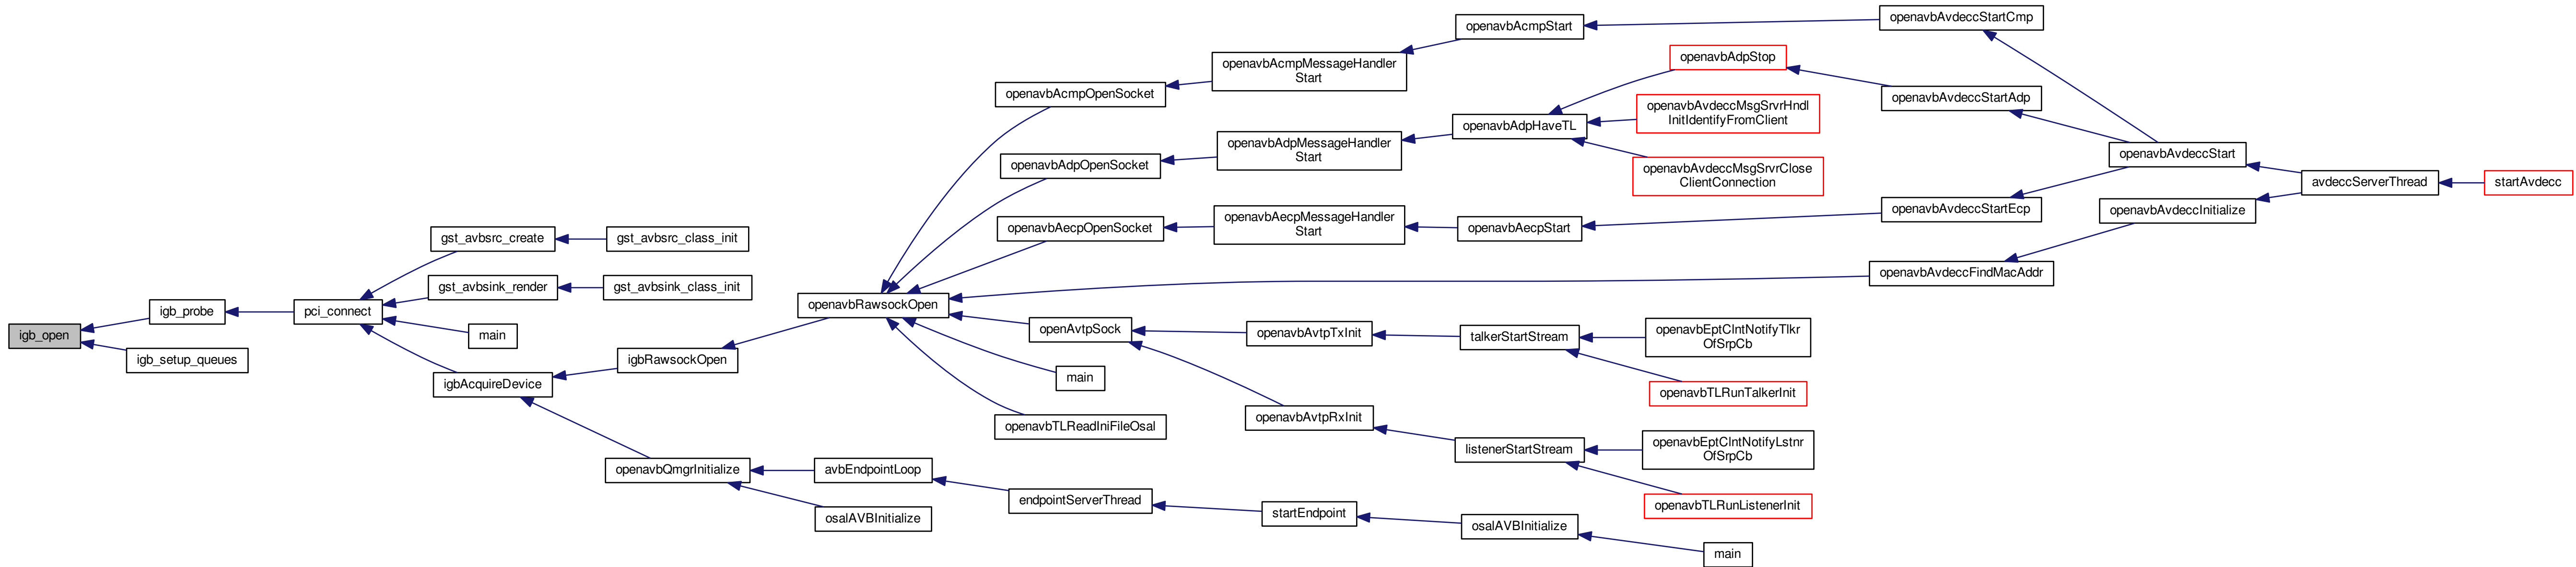 igb_open
igb_probe
igb_setup_queues
pci_connect
gst_avbsrc_create
gst_avbsrc_class_init
gst_avbsink_render
gst_avbsink_class_init
main
igbAcquireDevice
igbRawsockOpen
openavbQmgrInitialize
openavbRawsockOpen
avbEndpointLoop
osalAVBInitialize
openavbAcmpOpenSocket
openavbAdpOpenSocket
openavbAecpOpenSocket
openAvtpSock
main
openavbTLReadIniFileOsal
endpointServerThread
openavbAcmpMessageHandler
Start
openavbAdpMessageHandler
Start
openavbAecpMessageHandler
Start
openavbAvtpTxInit
openavbAvtpRxInit
startEndpoint
openavbAcmpStart
openavbAdpHaveTL
openavbAecpStart
talkerStartStream
listenerStartStream
osalAVBInitialize
openavbAdpStop
openavbAvdeccMsgSrvrHndl
InitIdentifyFromClient
openavbAvdeccMsgSrvrClose
ClientConnection
openavbEptClntNotifyTlkr
OfSrpCb
openavbTLRunTalkerInit
openavbEptClntNotifyLstnr
OfSrpCb
openavbTLRunListenerInit
main
openavbAvdeccStartCmp
openavbAvdeccStartAdp
openavbAvdeccStartEcp
openavbAvdeccFindMacAddr
openavbAvdeccStart
openavbAvdeccInitialize
avdeccServerThread
startAvdecc